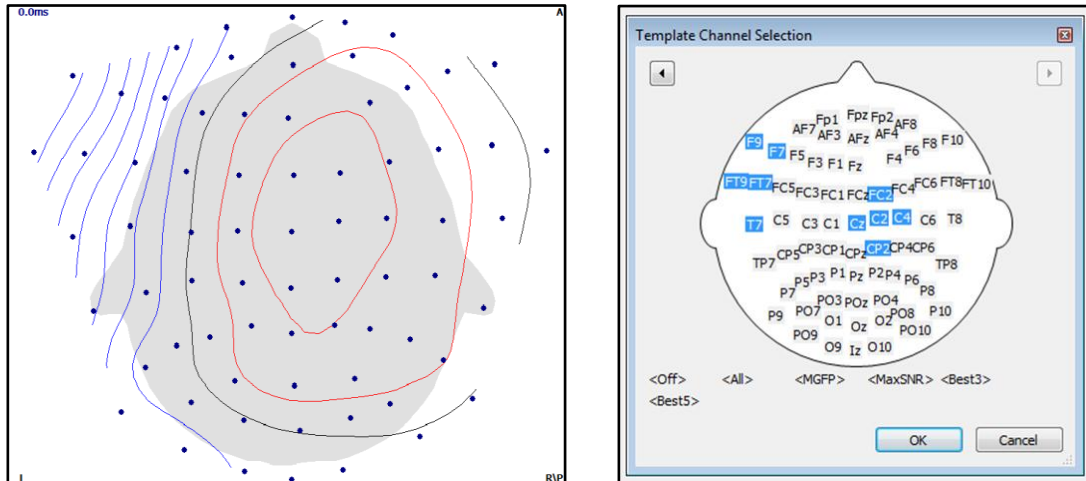 0.0ms
A
L
R\P
Template Channel Selection
Fp1 Fpz Fp2
AF7 AF3 AFz AF4 AF8
F9 F7 F5 F3 F1 Fz F4 F6 F8 F10
FT9 FT7 FC5 FC3 FC1 FCz FC2 FC4 FC6 FT8 FT10
T7 C5 C3 C1 Cz C2 C4 C6 T8
TP7 CP5 CP3 CP1 CPz CP2 CP4 CP6 TP8
P9 P7 P5 P3 P1 Pz P2 P4 P6 P8 P10
PO9 PO7 PO3 POz PO4 PO8 PO10
O1 Oz O2
O9 Iz O10
<Off> <All> <MGFP> <MaxSNR> <Best3>
<Best5>
OK Cancel